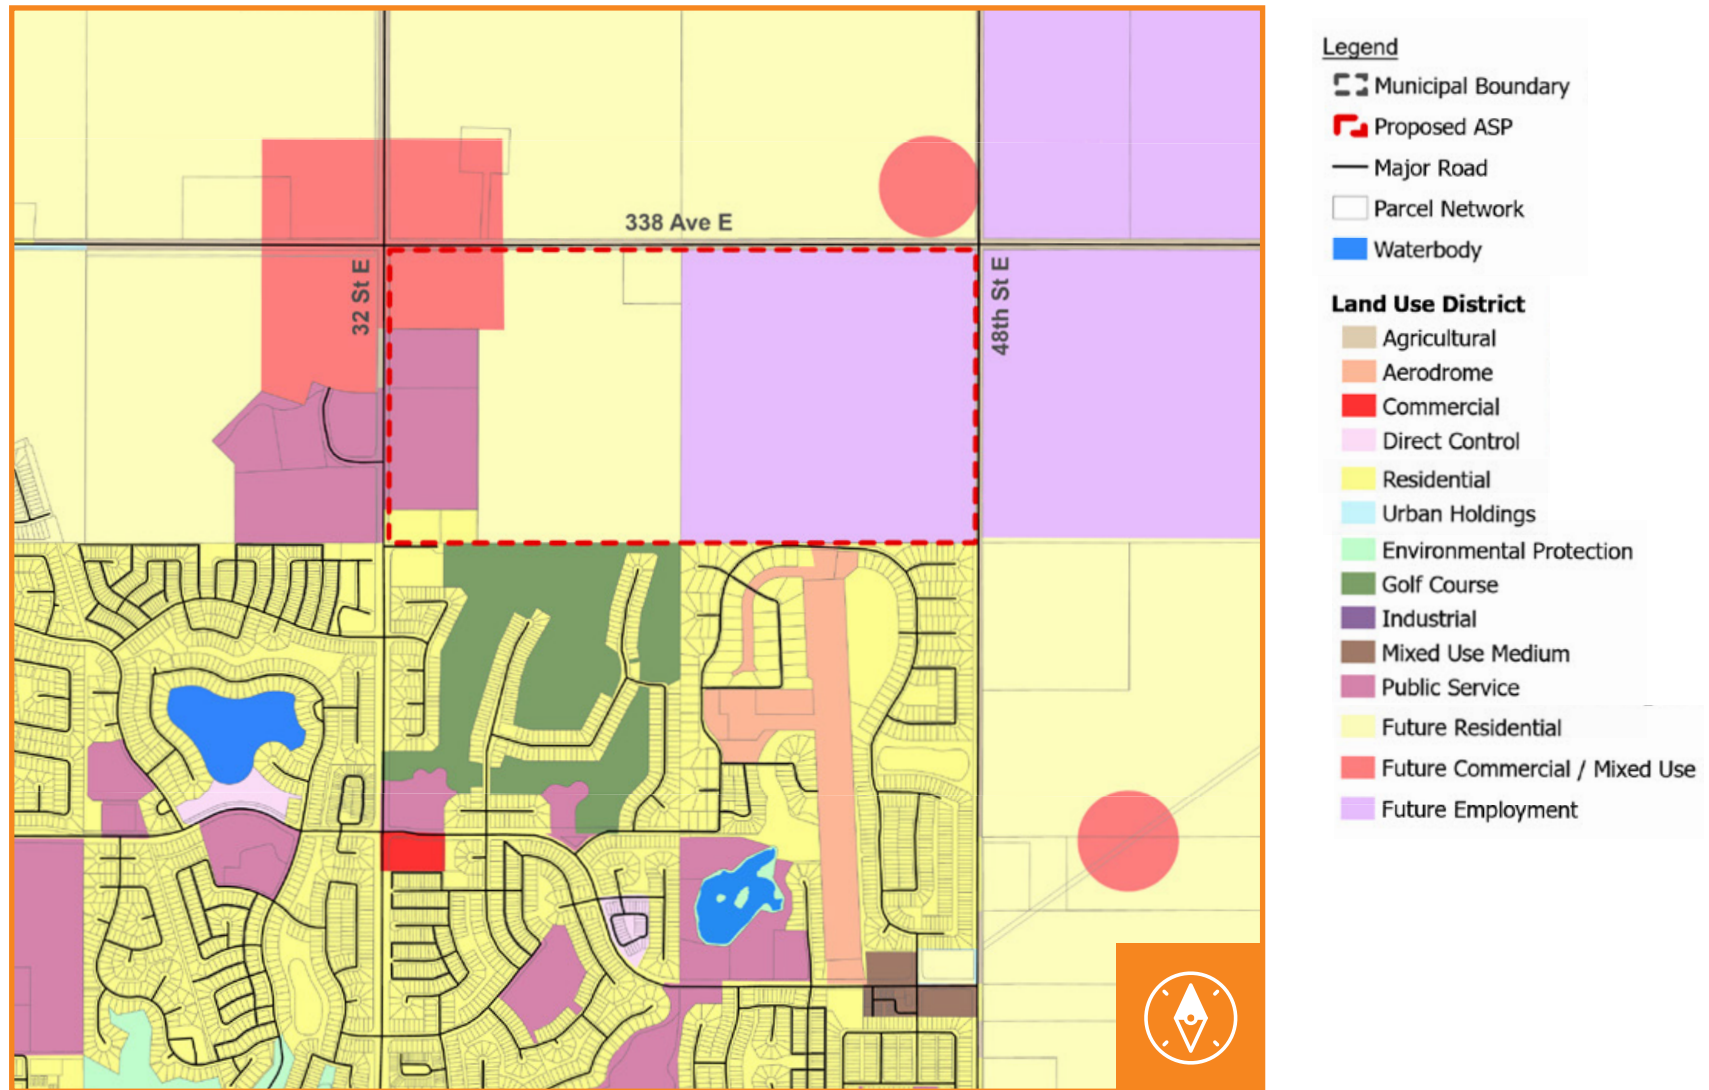 338 Ave E
32 St E
48th St E
Legend
Municipal Boundary
Proposed ASP
Major Road
Parcel Network
Waterbody
Land Use District
Agricultural
Aerodrome
Commercial
Direct Control
Residential
Urban Holdings
Environmental Protection
Golf Course
Industrial
Mixed Use Medium
Public Service
Future Residential
Future Commercial / Mixed Use
Future Employment